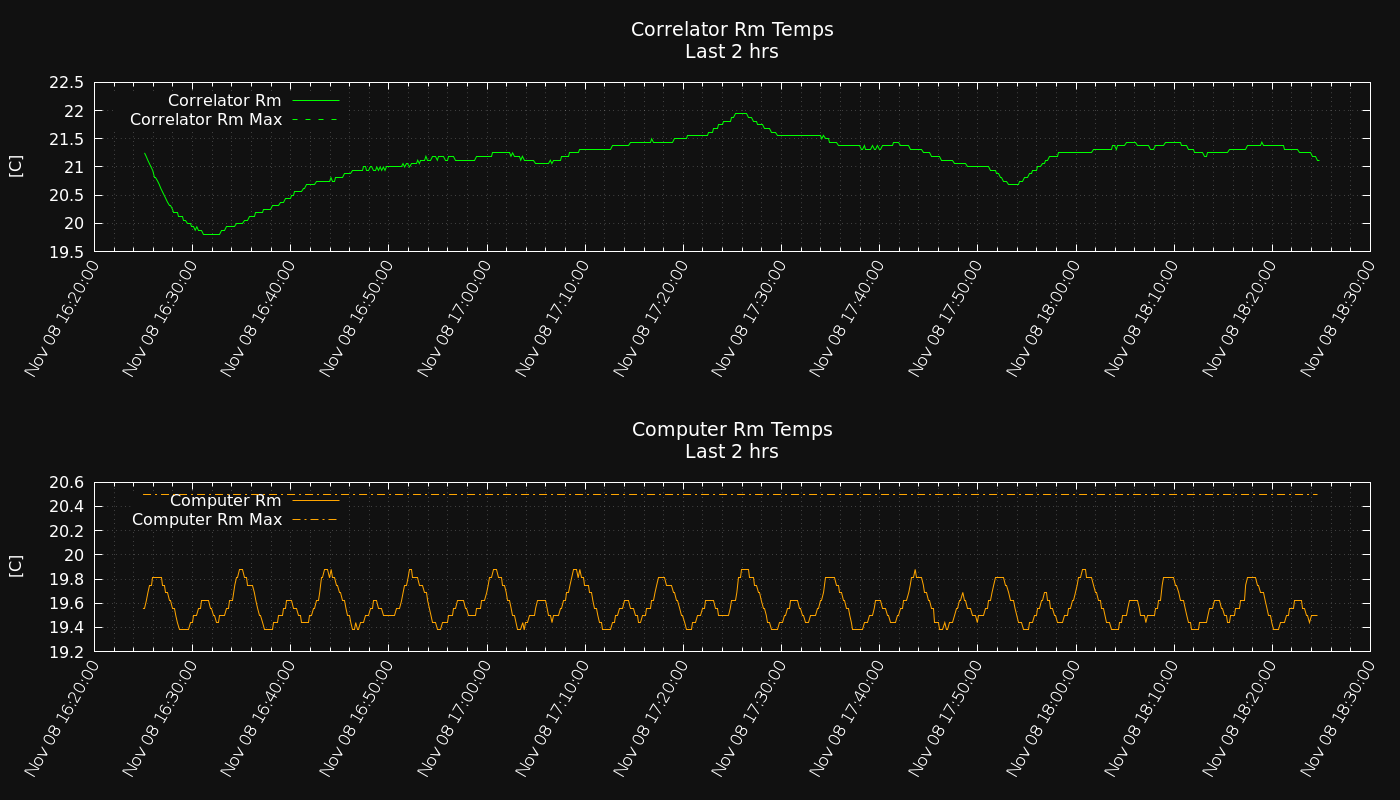 Correlator Rm Temps
Last 2 hrs
22.5
22
21.5
21
20.5
20
19.5
[C]
Correlator Rm
Correlator Rm Max
Nov 08 16:20:00
Nov 08 16:30:00
Nov 08 16:40:00
Nov 08 16:50:00
Nov 08 17:00:00
Nov 08 17:10:00
Nov 08 17:20:00
Nov 08 17:30:00
Nov 08 17:40:00
Nov 08 17:50:00
Nov 08 18:00:00
Nov 08 18:10:00
Nov 08 18:20:00
Nov 08 18:30:00
Computer Rm Temps
Last 2 hrs
20.6
20.4
20.2
20
19.8
19.6
19.4
19.2
[C]
Computer Rm
Computer Rm Max
Nov 08 16:20:00
Nov 08 16:30:00
Nov 08 16:40:00
Nov 08 16:50:00
Nov 08 17:00:00
Nov 08 17:10:00
Nov 08 17:20:00
Nov 08 17:30:00
Nov 08 17:40:00
Nov 08 17:50:00
Nov 08 18:00:00
Nov 08 18:10:00
Nov 08 18:20:00
Nov 08 18:30:00